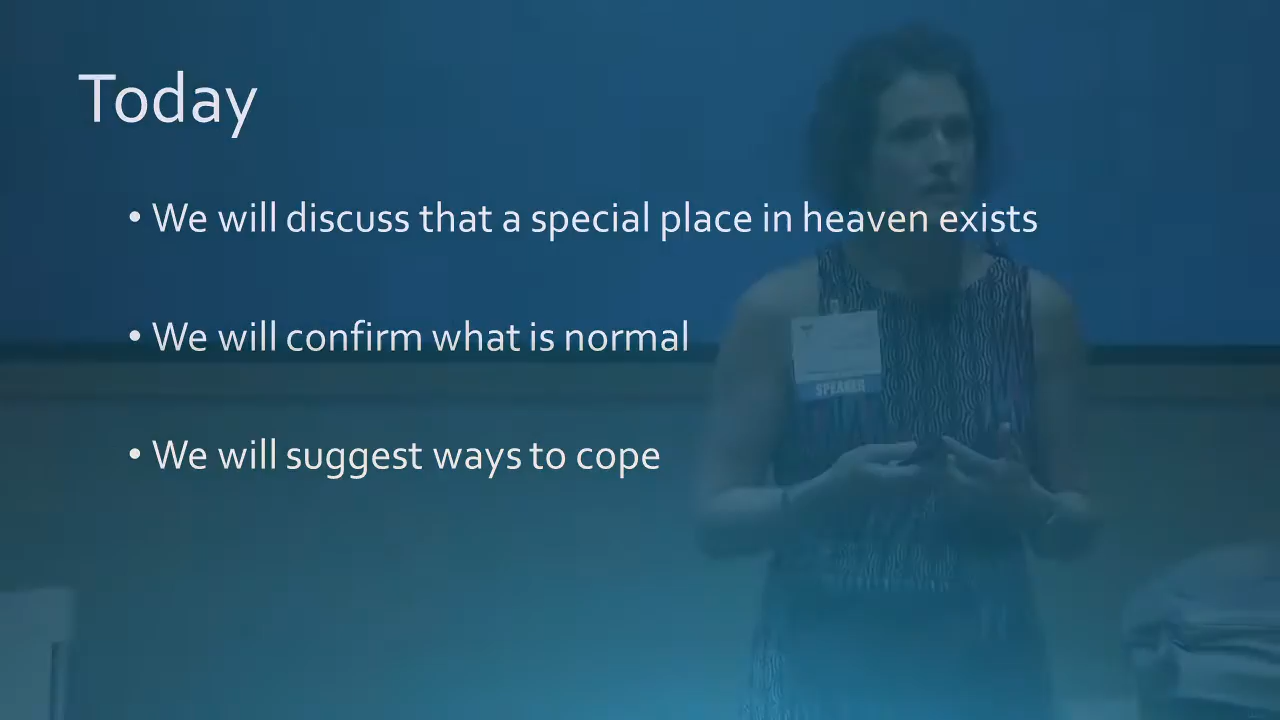 Today
• We will discuss that a special place in heaven exists
• We will confirm what is normal
• We will suggest ways to cope
SPEAKER